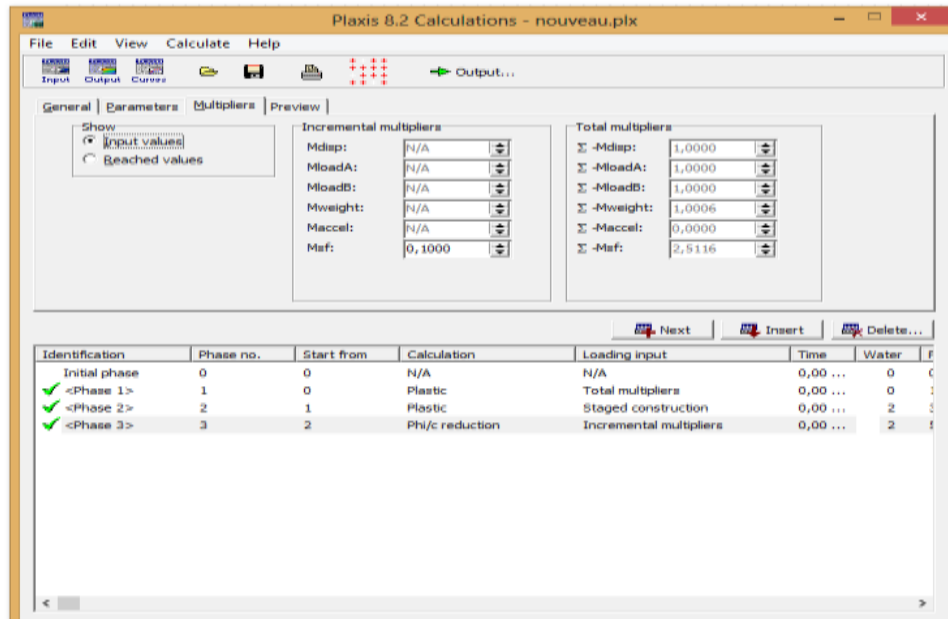 Plaxis 8.2 Calculations - nouveau.plx
File Edit View Calculate Help
Input Output Curves Output...
General Parameters Multipliers Preview
Show
Input values
Reached values
Incremental multipliers
Mdisp: N/A
MloadA: N/A
MloadB: N/A
Mweight: N/A
Maccel: N/A
Msf: 0,1000
Total multipliers
Σ -Mdisp: 1,0000
Σ -MloadA: 1,0000
Σ -MloadB: 1,0000
Σ -Mweight: 1,0006
Σ -Maccel: 0,0000
Σ -Msf: 2,5116
Next Insert Delete...
Identification Phase no. Start from Calculation Loading input Time Water
Initial phase 0 0 N/A N/A 0,00 ... 0
<Phase 1> 1 0 Plastic Total multipliers 0,00 ... 0
<Phase 2> 2 1 Plastic Staged construction 0,00 ... 2
<Phase 3> 3 2 Phi/c reduction Incremental multipliers 0,00 ... 2